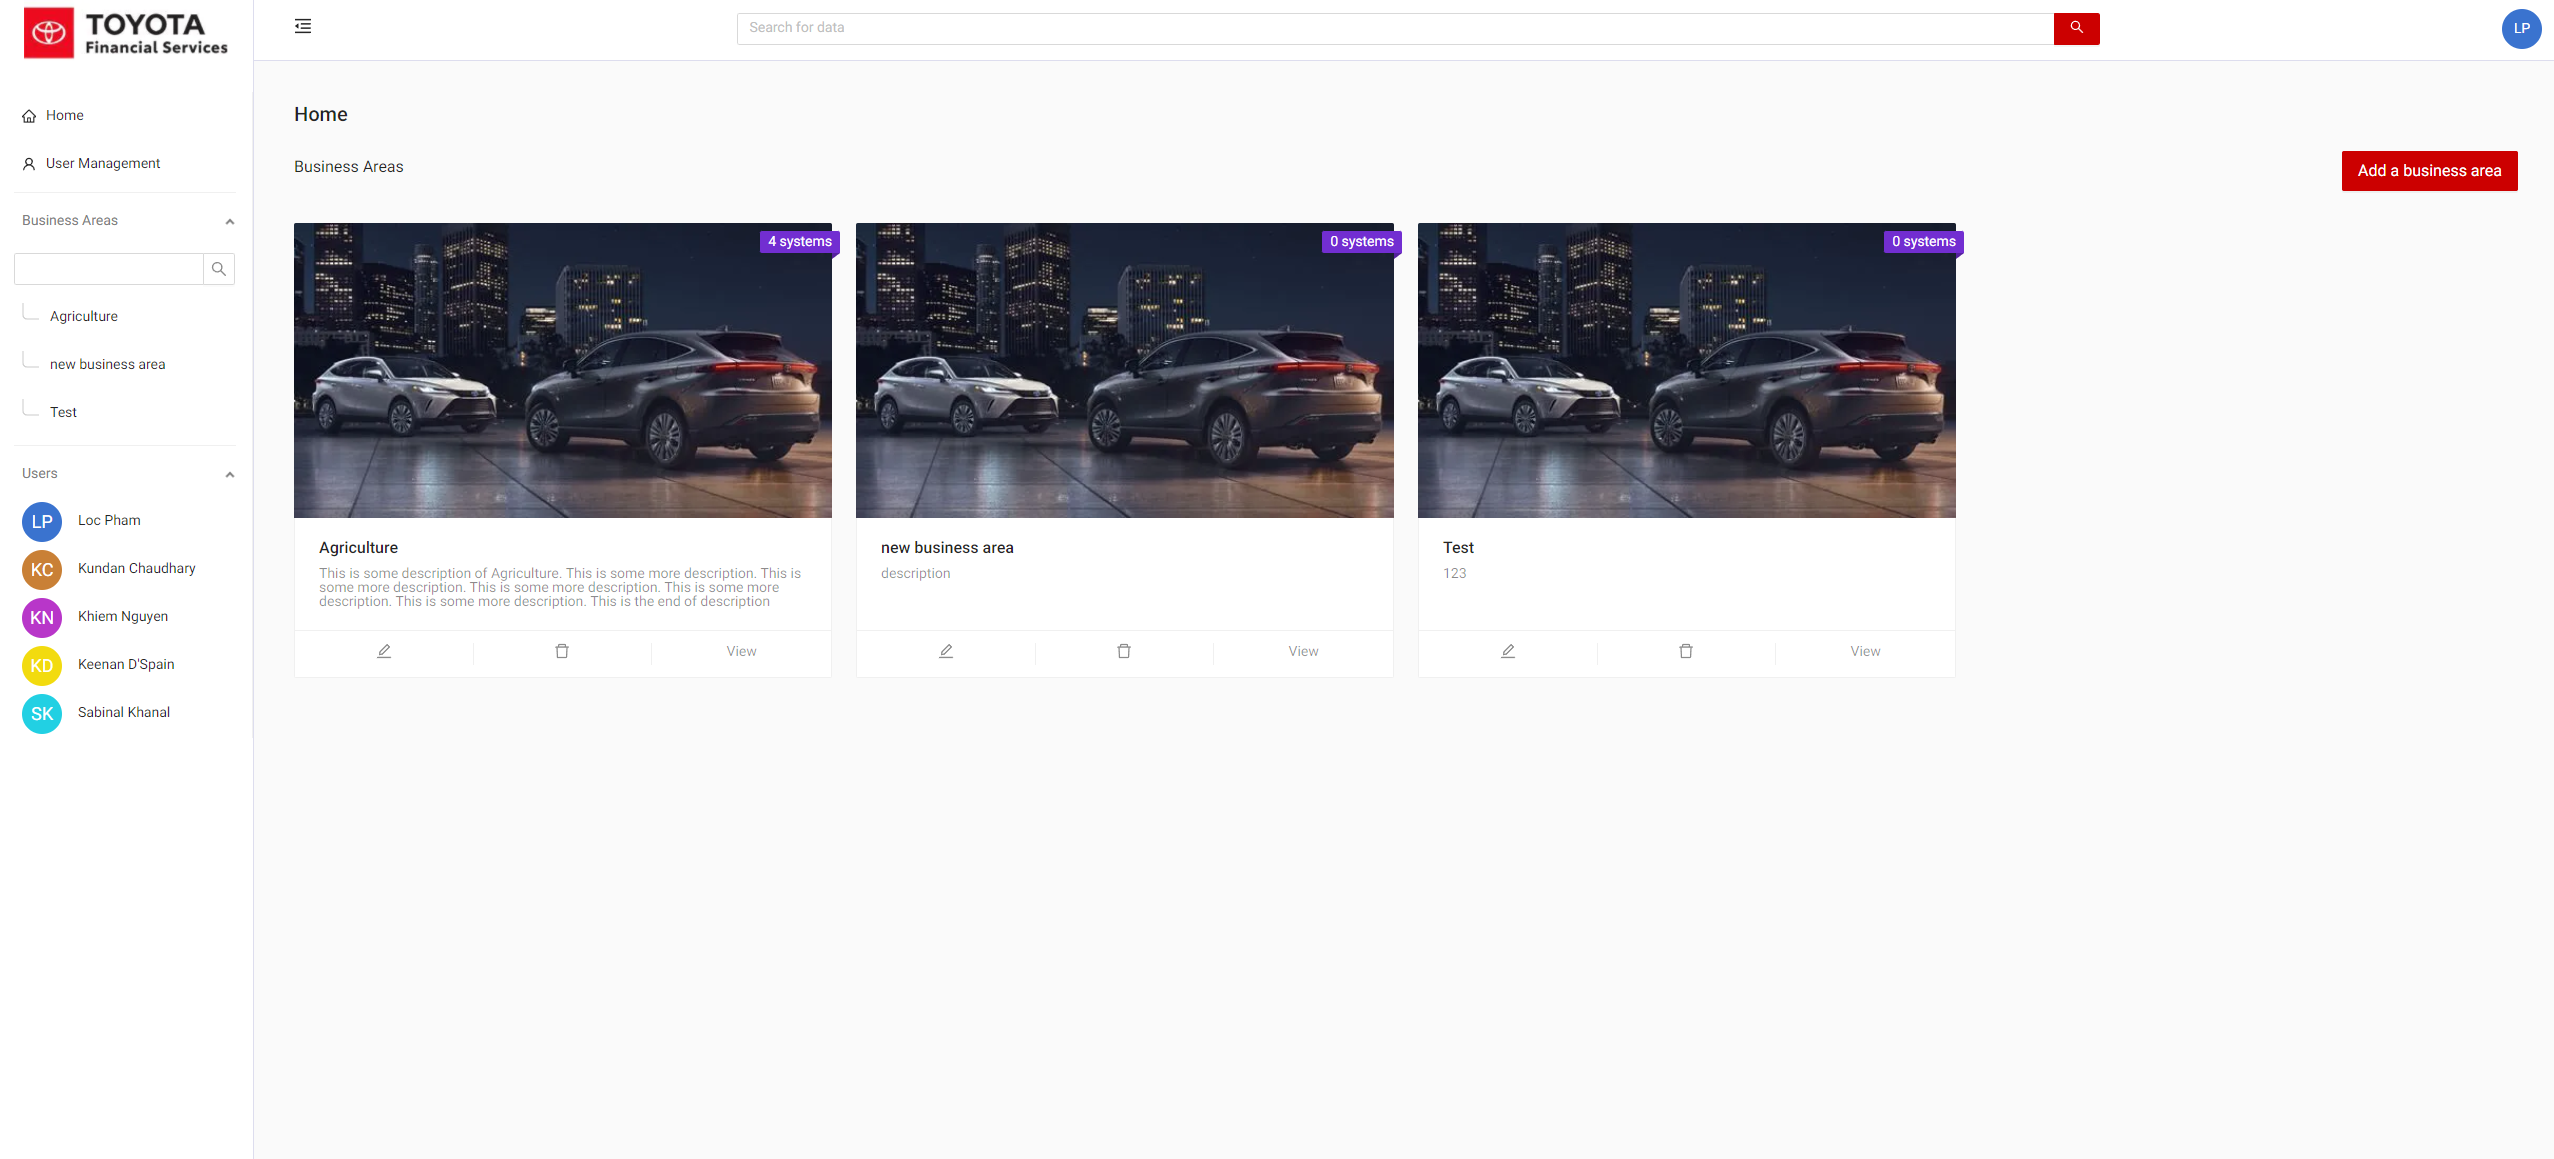 TOYOTA
Financial Services
Search for data
LP
Home
User Management
Business Areas
Agriculture
new business area
Test
Users
LP Loc Pham
KC Kundan Chaudhary
KN Khiem Nguyen
KD Keenan D'Spain
SK Sabinal Khanal
Home
Business Areas
Add a business area
4 systems
Agriculture
This is some description of Agriculture. This is some more description. This is
some more description. This is some more description. This is some more
description. This is some more description. This is the end of description
View
0 systems
new business area
description
View
0 systems
Test
123
View